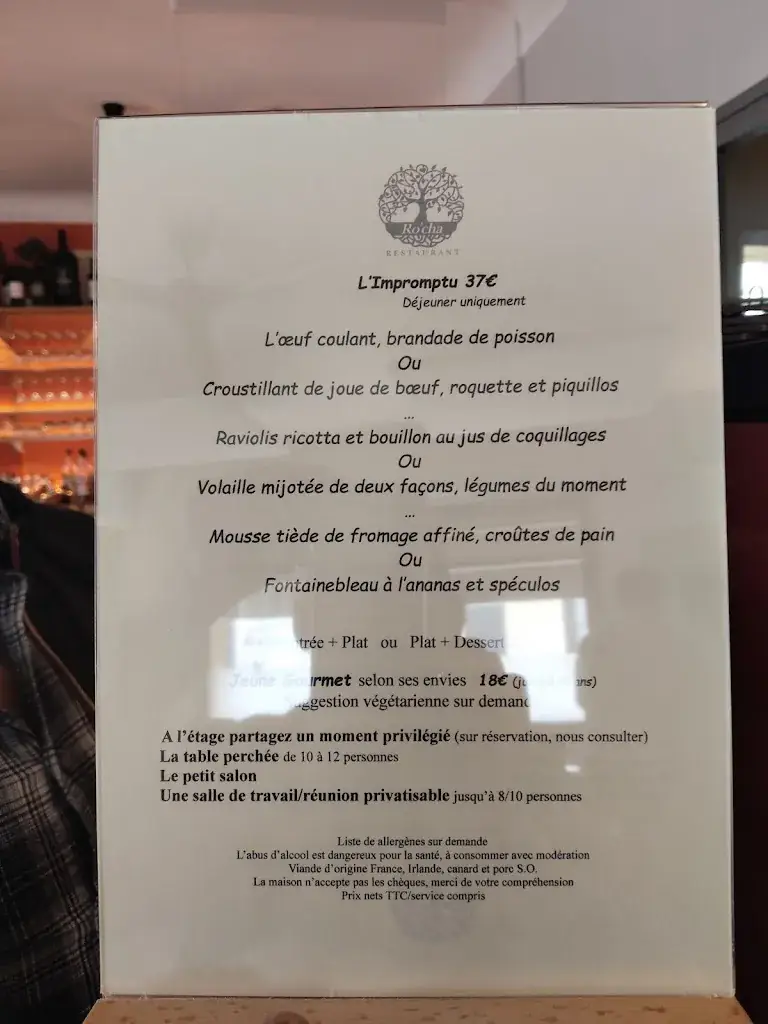 Ro'cha
RESTAURANT
L'Impromptu 37€
Déjeuner uniquement
L'œuf coulant, brandade de poisson
Ou
Croustillant de joue de bœuf, roquette et piquillos
...
Raviolis ricotta et bouillon au jus de coquillages
Ou
Volaille mijotée de deux façons, légumes du moment
...
Mousse tiède de fromage affiné, croûtes de pain
Ou
Fontainebleau à l'ananas et spéculos
+ Plat ou Plat + Dessert
Jeune Gourmet selon ses envies 18€
végétarienne sur
A l'étage partagez un moment privilégié (sur réservation, nous consulter)
La table perchée de 10 à 12 personnes
Le petit salon
Une salle de travail/réunion privatisable jusqu'à 8/10 personnes
Liste de allergènes sur demande
L'abus d'alcool est dangereux pour la santé, à consommer avec modération
Viande d'origine France, Irlande, canard et porc S.O.
La maison n'accepte pas les chèques, merci de votre compréhension
Prix nets TTC/service compris